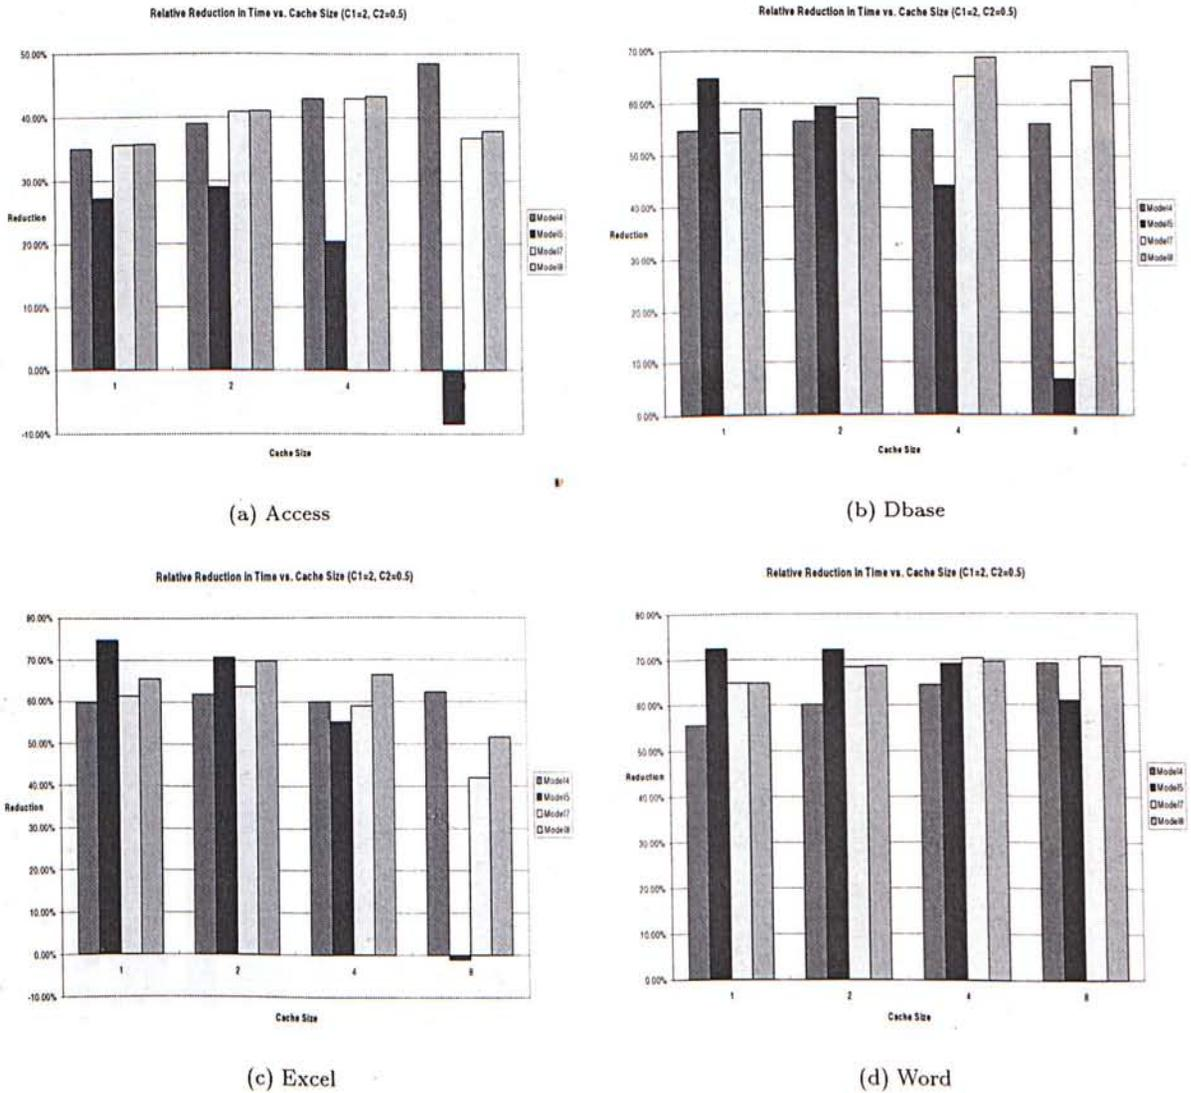 Relative Reduction in Time vs. Cache Size (C1=2, C2=0.5)
50.00%
40.00%
30.00%
Reduction
20.00%
10.00%
0.00%
-10.00%
1
2
4
Cache Size
Model4
Model5
Model7
Model8
(a) Access
Relative Reduction in Time vs. Cache Size (C1=2, C2=0.5)
70.00%
60.00%
50.00%
40.00%
Reduction
30.00%
20.00%
10.00%
0.00%
1
2
4
8
Cache Size
Model4
Model5
Model7
Model8
(b) Dbase
Relative Reduction in Time vs. Cache Size (C1=2, C2=0.5)
80.00%
70.00%
60.00%
50.00%
40.00%
Reduction
30.00%
20.00%
10.00%
0.00%
-10.00%
1
2
4
8
Cache Size
Model4
Model5
Model7
Model8
(c) Excel
Relative Reduction in Time vs. Cache Size (C1=2, C2=0.5)
80.00%
70.00%
60.00%
50.00%
Reduction
40.00%
30.00%
20.00%
10.00%
0.00%
1
2
4
8
Cache Size
Model4
Model5
Model7
Model8
(d) Word